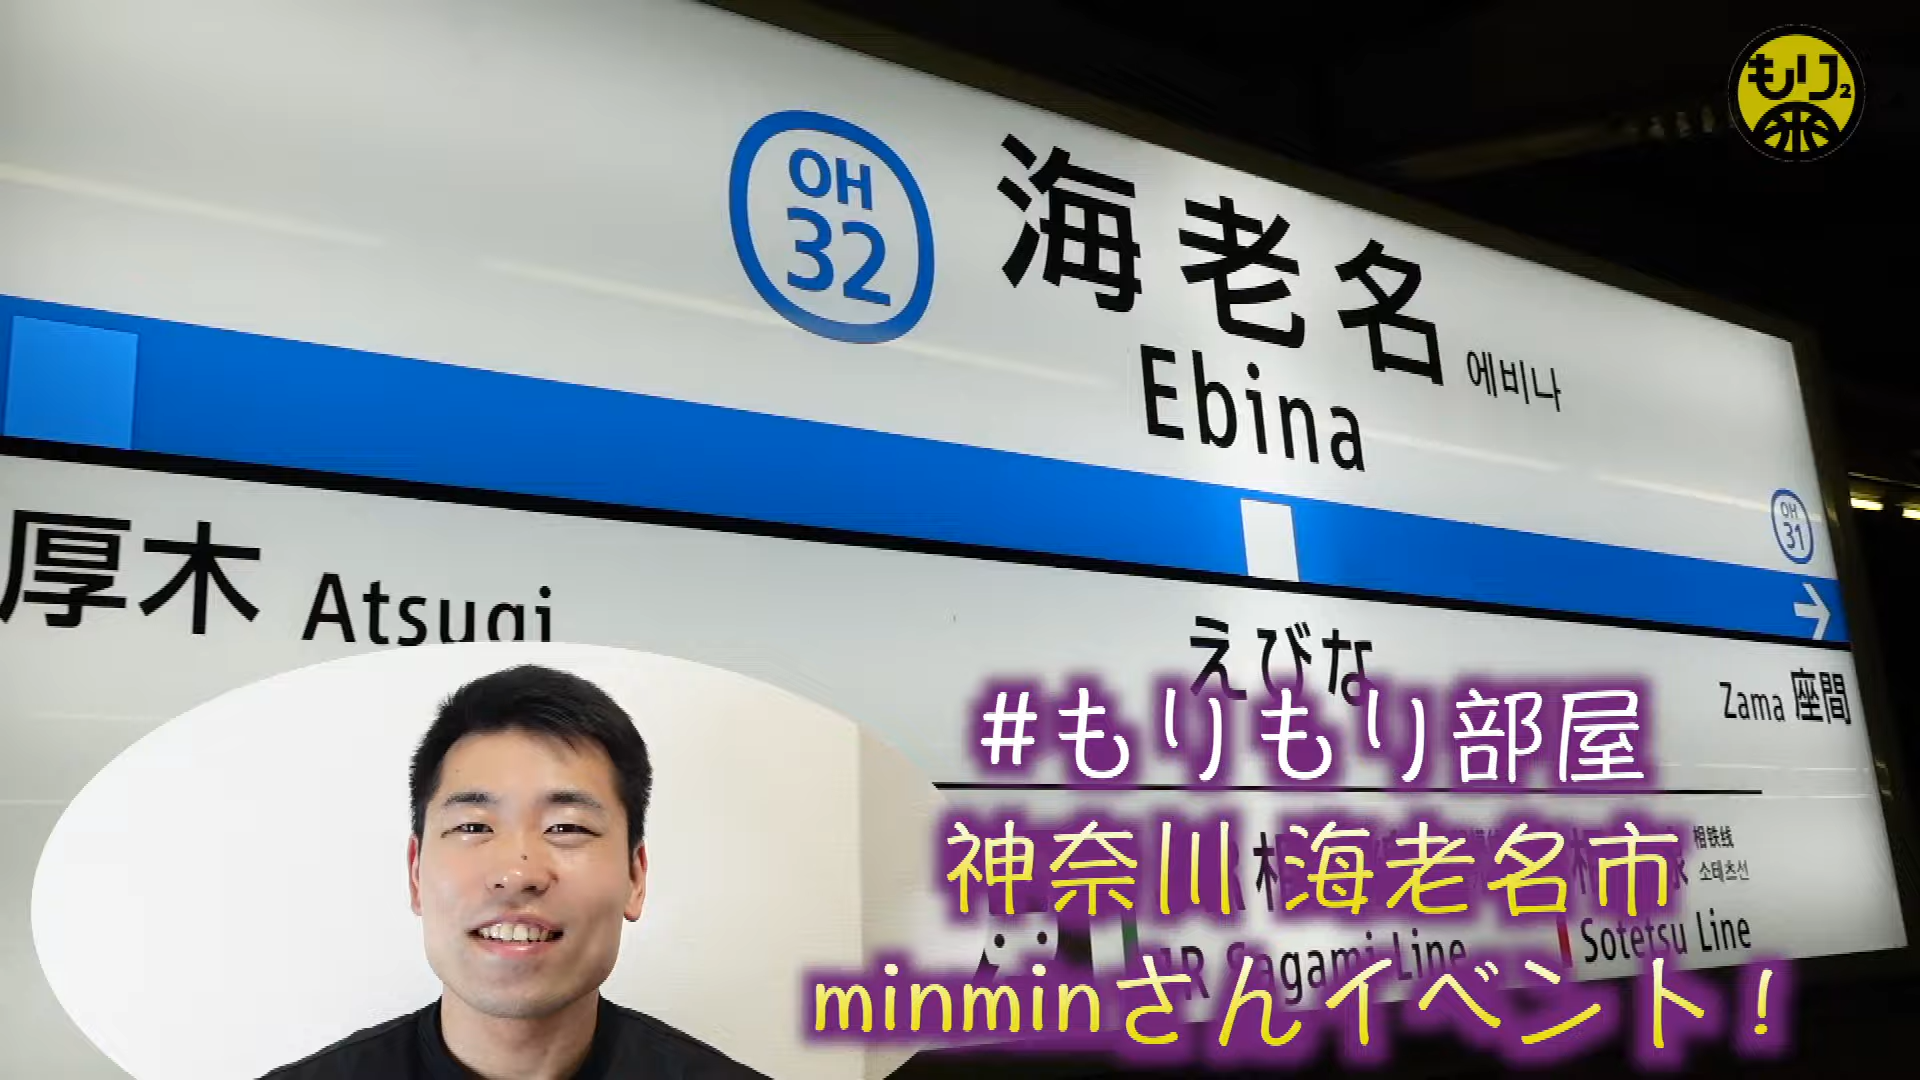 もり2
OH
32
海老名
에비나
Ebina
OH
31
厚木 Atsugi
えびな
Zama 座間
#もりもり部屋
相鉄线
소테츠선
神奈川 海老名市
JR Sagami Line
Sotetsu Line
minminさんイベント！